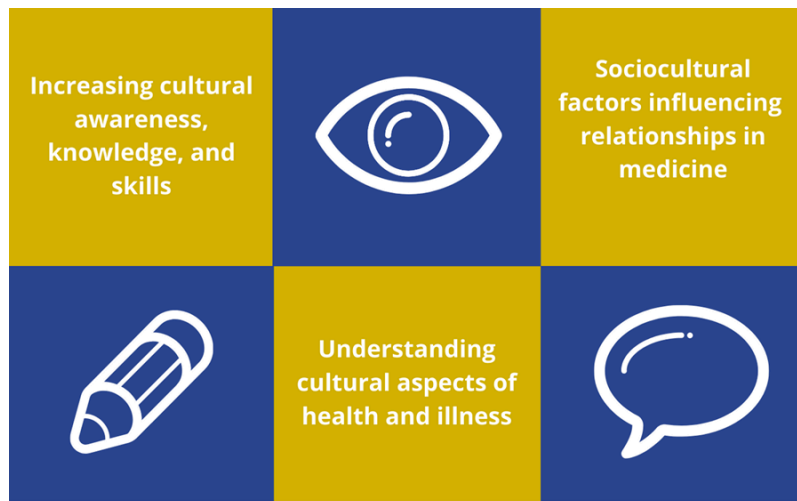 Increasing cultural
awareness,
knowledge, and
skills
Sociocultural
factors influencing
relationships in
medicine
Understanding
cultural aspects of
health and illness